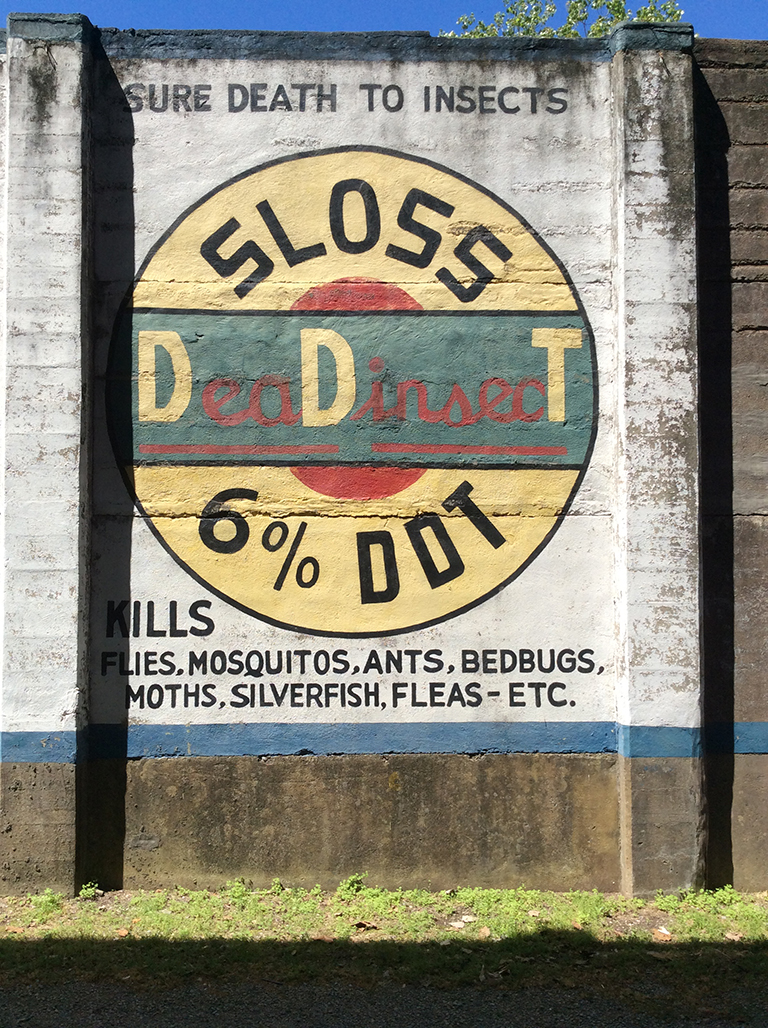 SURE DEATH TO INSECTS
SLOSS
DeaDinsecT
6% DDT
KILLS
FLIES, MOSQUITOS, ANTS, BEDBUGS,
MOTHS, SILVERFISH, FLEAS - ETC.